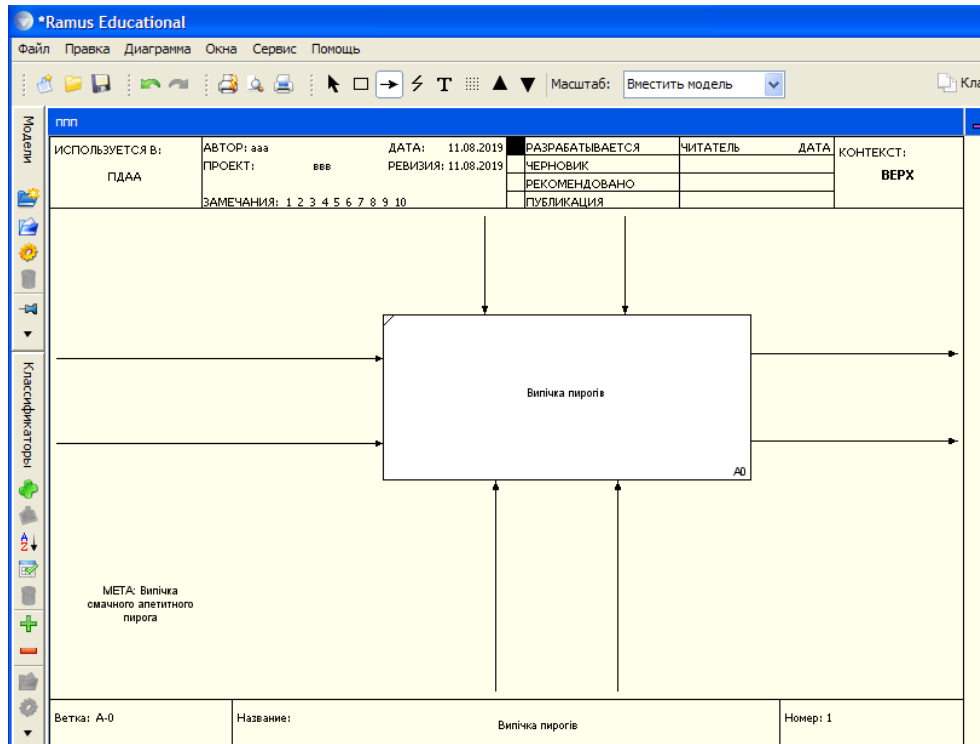 *Ramus Educational
Файл Правка Диаграмма Окна Сервис Помощь
T Масштаб: Вместить модель
Модели
Классификаторы
ппп
ИСПОЛЬЗУЕТСЯ В:
ПДАА
АВТОР: ааа ДАТА: 11.08.2019
ПРОЕКТ: ввв РЕВИЗИЯ: 11.08.2019
ЗАМЕЧАНИЯ: 1 2 3 4 5 6 7 8 9 10
РАЗРАБАТЫВАЕТСЯ
ЧЕРНОВИК
РЕКОМЕНДОВАНО
ПУБЛИКАЦИЯ
ЧИТАТЕЛЬ ДАТА
КОНТЕКСТ:
ВЕРХ
Випічка пирогів
A0
МЕТА: Випічка
смачного апетитного
пирога
Ветка: A-0
Название: Випічка пирогів
Номер: 1